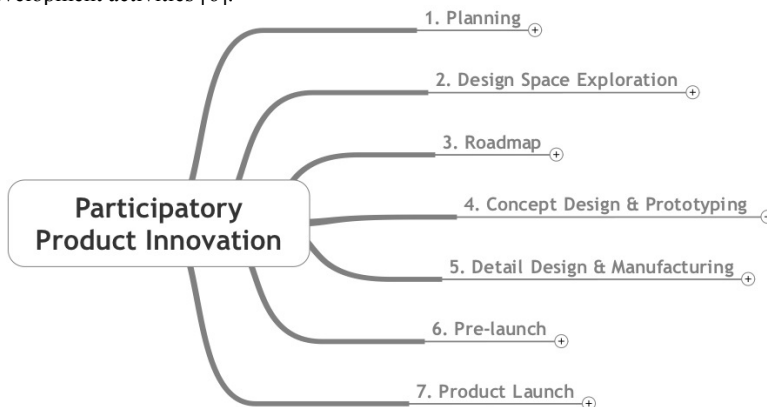 1. Planning
2. Design Space Exploration
3. Roadmap
Participatory
Product Innovation
4. Concept Design & Prototyping
5. Detail Design & Manufacturing
6. Pre-launch
7. Product Launch